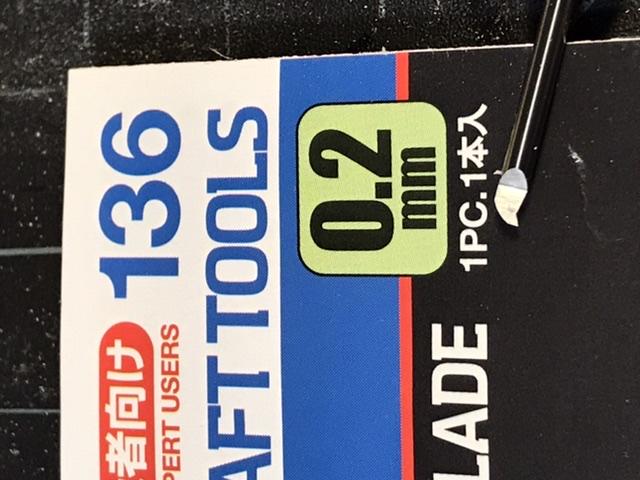 136
者向け
PERT USERS
AFT TOOLS
0.2
mm
1PC. 1本入
LADE